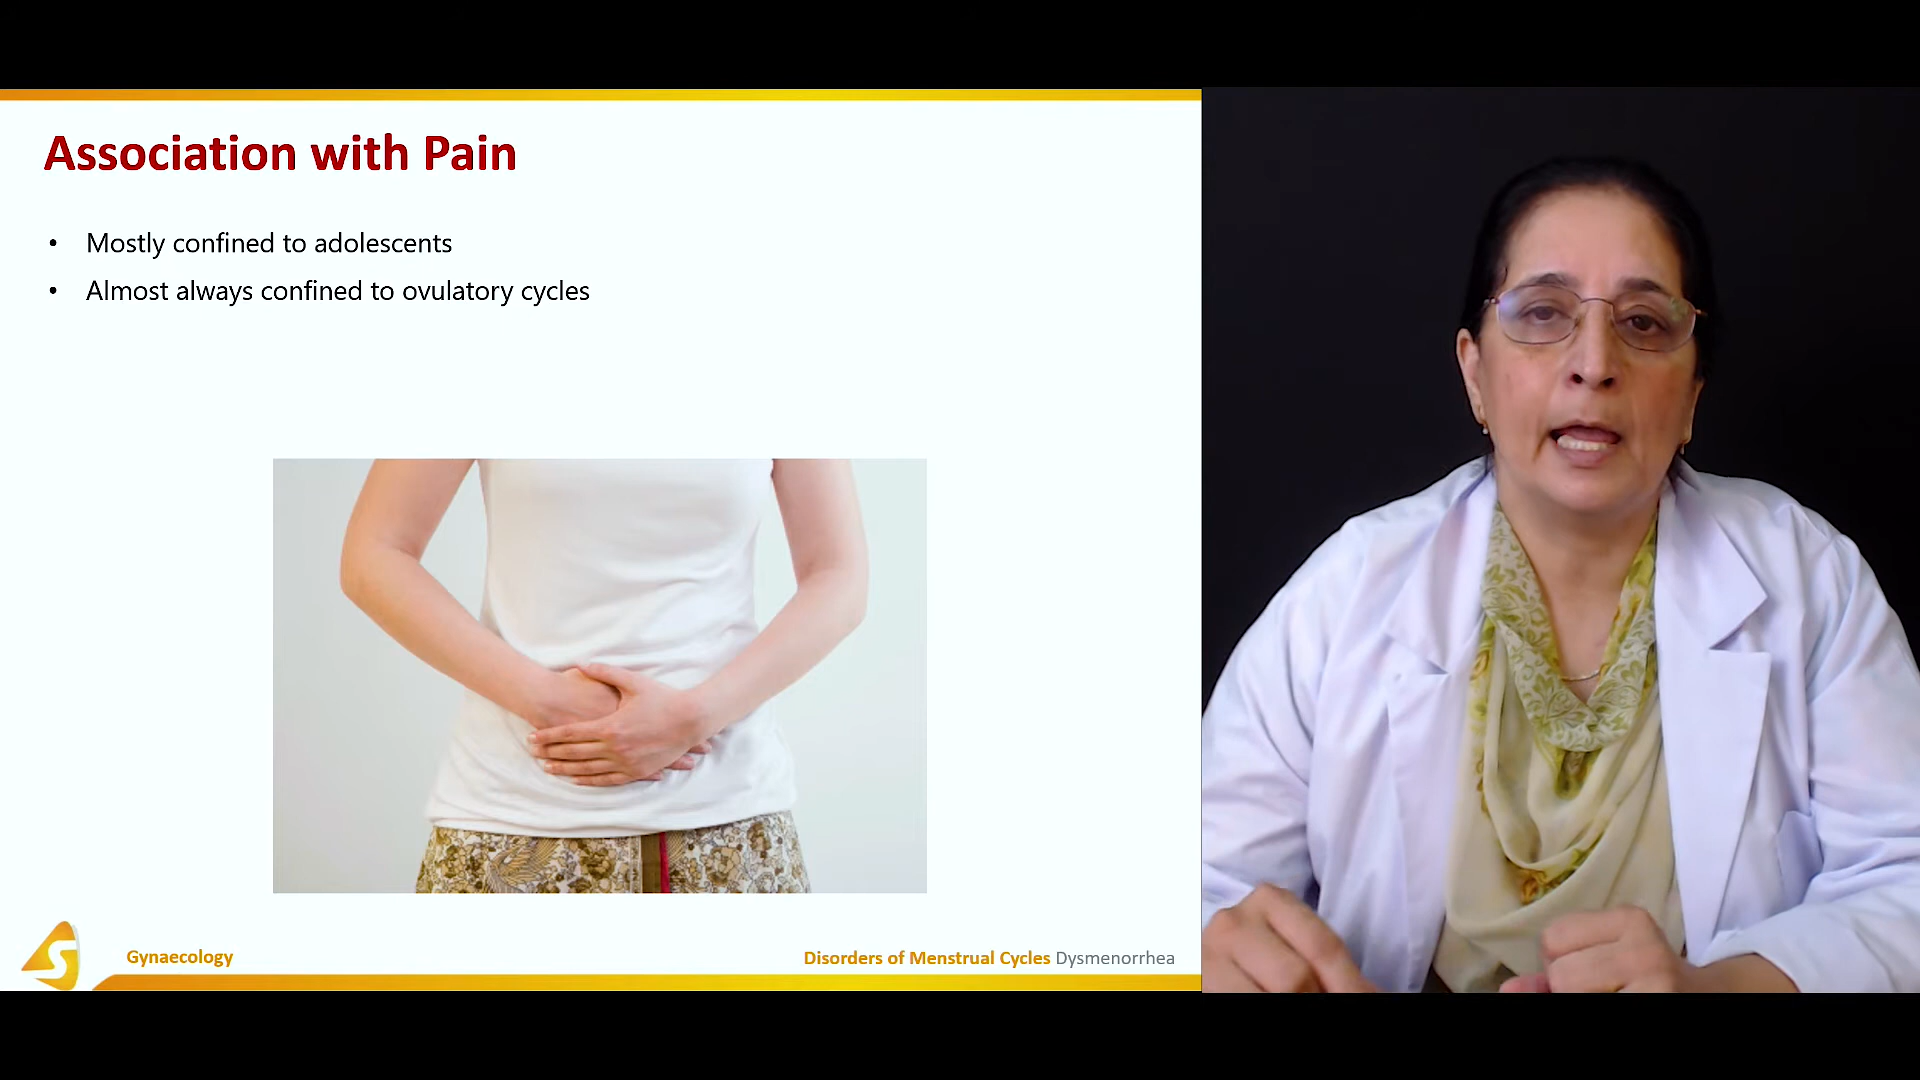 Association with Pain
• Mostly confined to adolescents
• Almost always confined to ovulatory cycles
Gynaecology
Disorders of Menstrual Cycles Dysmenorrhea